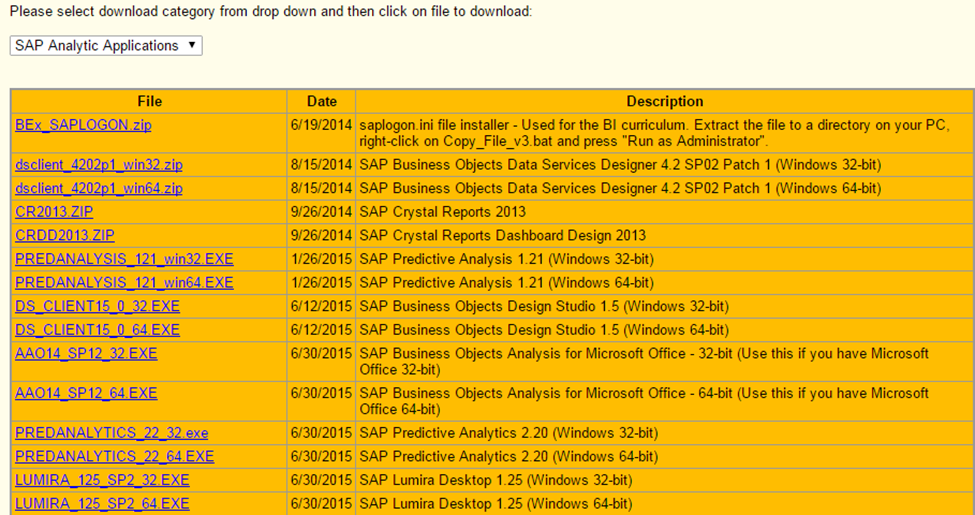 Please select download category from drop down and then click on file to download:
SAP Analytic Applications
File Date Description
BEx_SAPLOGON.zip 6/19/2014 saplogon.ini file installer - Used for the BI curriculum. Extract the file to a directory on your PC,
right-click on Copy_File_v3.bat and press "Run as Administrator".
dsclient_4202p1_win32.zip 8/15/2014 SAP Business Objects Data Services Designer 4.2 SP02 Patch 1 (Windows 32-bit)
dsclient_4202p1_win64.zip 8/15/2014 SAP Business Objects Data Services Designer 4.2 SP02 Patch 1 (Windows 64-bit)
CR2013.ZIP 9/26/2014 SAP Crystal Reports 2013
CRDD2013.ZIP 9/26/2014 SAP Crystal Reports Dashboard Design 2013
PREDANALYSIS_121_win32.EXE 1/26/2015 SAP Predictive Analysis 1.21 (Windows 32-bit)
PREDANALYSIS_121_win64.EXE 1/26/2015 SAP Predictive Analysis 1.21 (Windows 64-bit)
DS_CLIENT15_0_32.EXE 6/12/2015 SAP Business Objects Design Studio 1.5 (Windows 32-bit)
DS_CLIENT15_0_64.EXE 6/12/2015 SAP Business Objects Design Studio 1.5 (Windows 64-bit)
AAO14_SP12_32.EXE 6/30/2015 SAP Business Objects Analysis for Microsoft Office - 32-bit (Use this if you have Microsoft
Office 32-bit)
AAO14_SP12_64.EXE 6/30/2015 SAP Business Objects Analysis for Microsoft Office - 64-bit (Use this if you have Microsoft
Office 64-bit)
PREDANALYTICS_22_32.exe 6/30/2015 SAP Predictive Analytics 2.20 (Windows 32-bit)
PREDANALYTICS_22_64.EXE 6/30/2015 SAP Predictive Analytics 2.20 (Windows 64-bit)
LUMIRA_125_SP2_32.EXE 6/30/2015 SAP Lumira Desktop 1.25 (Windows 32-bit)
LUMIRA_125_SP2_64.EXE 6/30/2015 SAP Lumira Desktop 1.25 (Windows 64-bit)